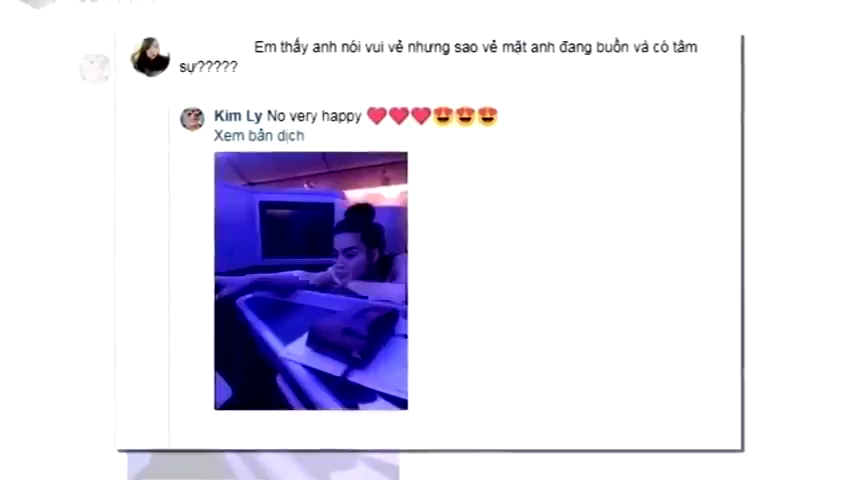 Em thấy anh nói vui vẻ nhưng sao vẻ mặt anh đang buồn và có tâm
sự?????
Kim Ly No very happy ❤️❤️❤️😍😍😍
Xem bản dịch